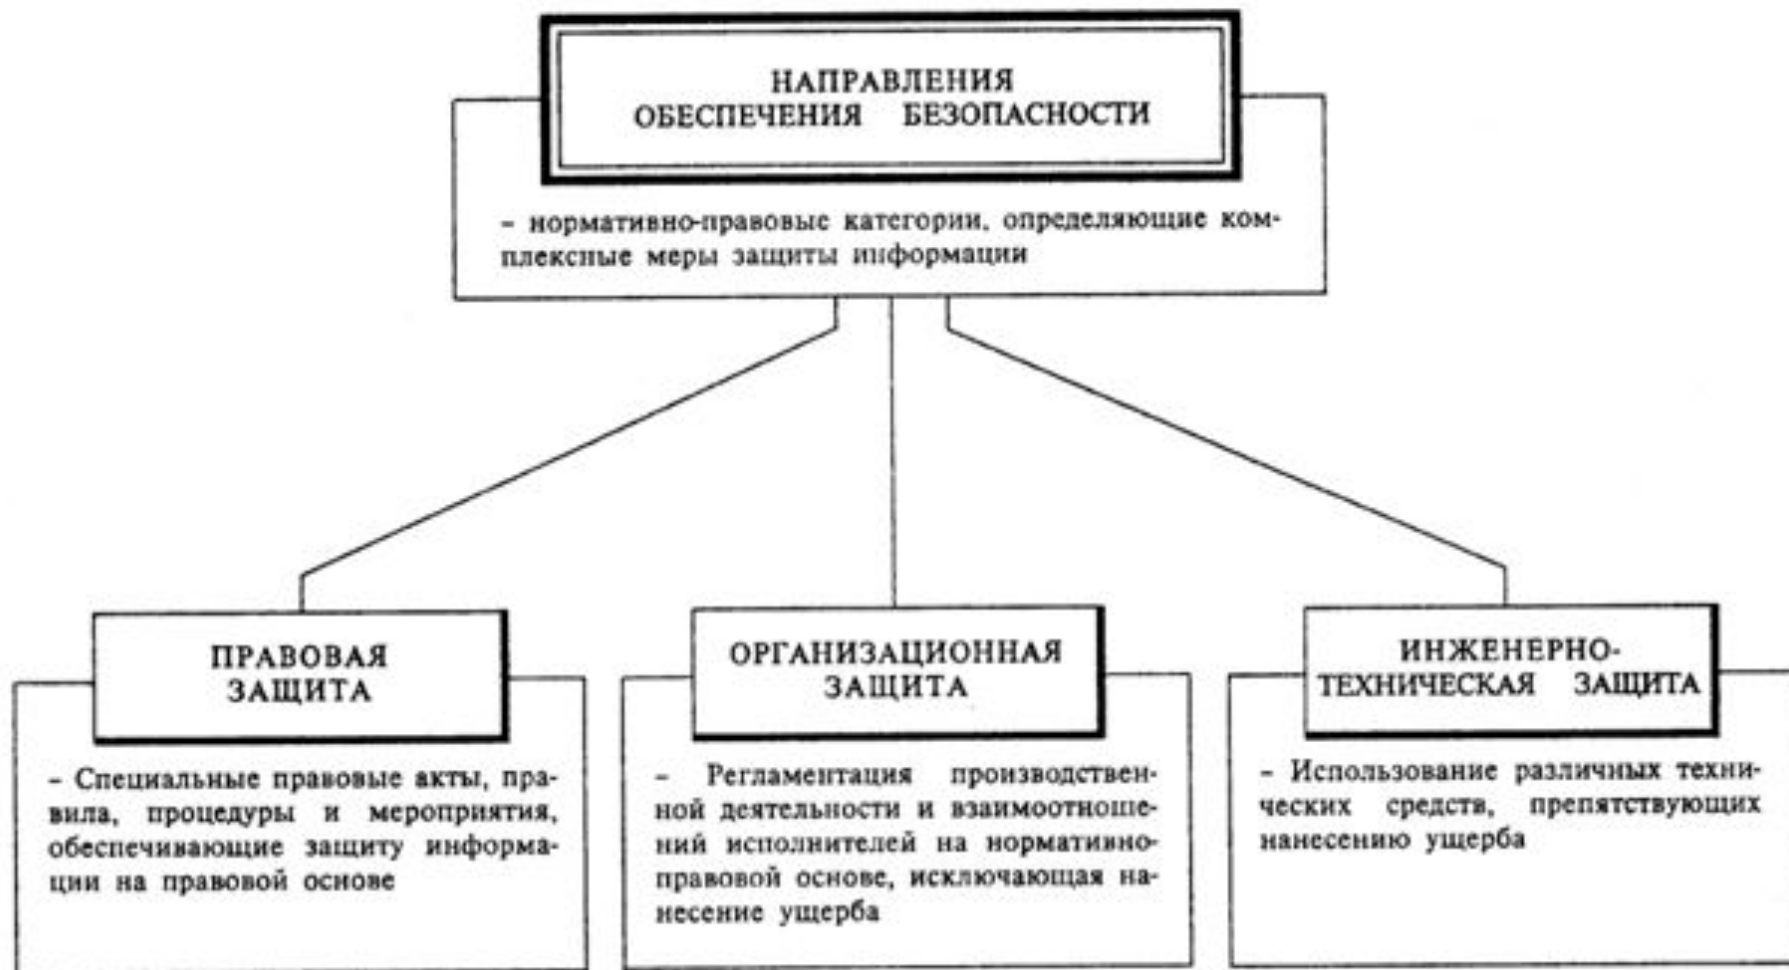 НАПРАВЛЕНИЯ
ОБЕСПЕЧЕНИЯ БЕЗОПАСНОСТИ
– нормативно-правовые категории, определяющие ком-
плексные меры защиты информации
ПРАВОВАЯ
ЗАЩИТА
– Специальные правовые акты, пра-
вила, процедуры и мероприятия,
обеспечивающие защиту информа-
ции на правовой основе
ОРГАНИЗАЦИОННАЯ
ЗАЩИТА
– Регламентация производствен-
ной деятельности и взаимоотноше-
ний исполнителей на нормативно-
правовой основе, исключающая на-
несение ущерба
ИНЖЕНЕРНО-
ТЕХНИЧЕСКАЯ ЗАЩИТА
– Использование различных техни-
ческих средств, препятствующих
нанесению ущерба